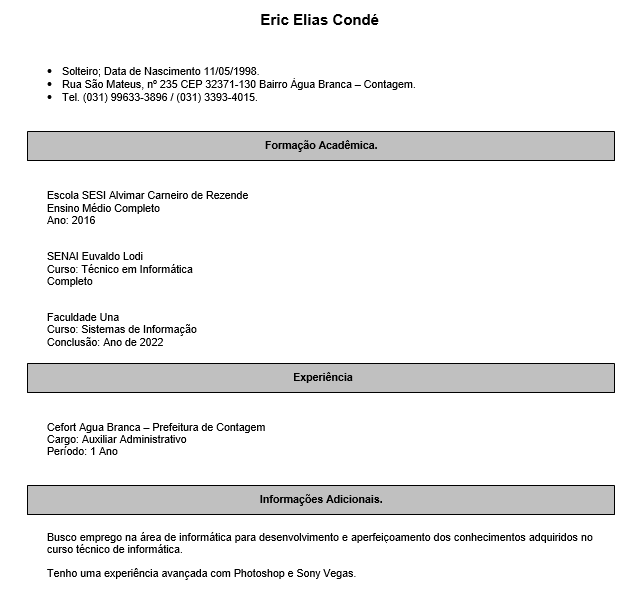 Eric Elias Condé
• Solteiro; Data de Nascimento 11/05/1998.
• Rua São Mateus, nº 235 CEP 32371-130 Bairro Água Branca – Contagem.
• Tel. (031) 99633-3896 / (031) 3393-4015.
Formação Acadêmica.
Escola SESI Alvimar Carneiro de Rezende
Ensino Médio Completo
Ano: 2016
SENAI Euvaldo Lodi
Curso: Técnico em Informática
Completo
Faculdade Una
Curso: Sistemas de Informação
Conclusão: Ano de 2022
Experiência
Cefort Agua Branca – Prefeitura de Contagem
Cargo: Auxiliar Administrativo
Período: 1 Ano
Informações Adicionais.
Busco emprego na área de informática para desenvolvimento e aperfeiçoamento dos conhecimentos adquiridos no
curso técnico de informática.
Tenho uma experiência avançada com Photoshop e Sony Vegas.